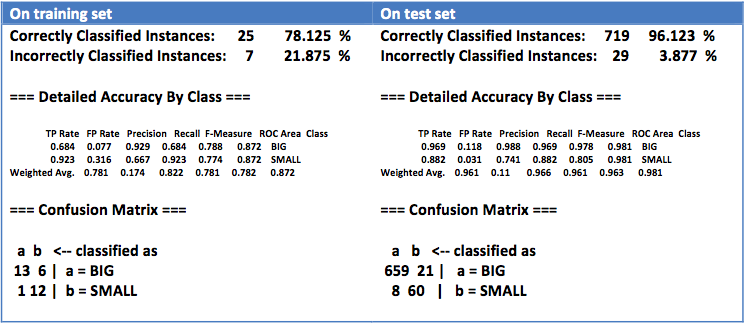 On training set
Correctly Classified Instances: 25 78.125 %
Incorrectly Classified Instances: 7 21.875 %
=== Detailed Accuracy By Class ===
TP Rate FP Rate Precision Recall F-Measure ROC Area Class
0.684 0.077 0.929 0.684 0.788 0.872 BIG
0.923 0.316 0.667 0.923 0.774 0.872 SMALL
Weighted Avg. 0.781 0.174 0.822 0.781 0.782 0.872
=== Confusion Matrix ===
a b <-- classified as
13 6 | a = BIG
1 12 | b = SMALL
On test set
Correctly Classified Instances: 719 96.123 %
Incorrectly Classified Instances: 29 3.877 %
=== Detailed Accuracy By Class ===
TP Rate FP Rate Precision Recall F-Measure ROC Area Class
0.969 0.118 0.988 0.969 0.978 0.981 BIG
0.882 0.031 0.741 0.882 0.805 0.981 SMALL
Weighted Avg. 0.961 0.11 0.966 0.961 0.963 0.981
=== Confusion Matrix ===
a b <-- classified as
659 21 | a = BIG
8 60 | b = SMALL